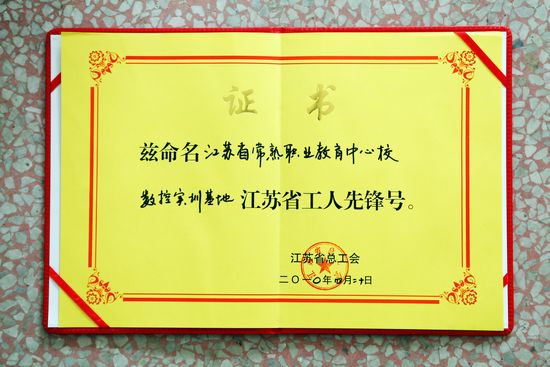 证书
兹命名江苏省常熟职业教育中心校
数控实训基地江苏省工人先锋号。
江苏省总工会
二〇一〇年四月二十日